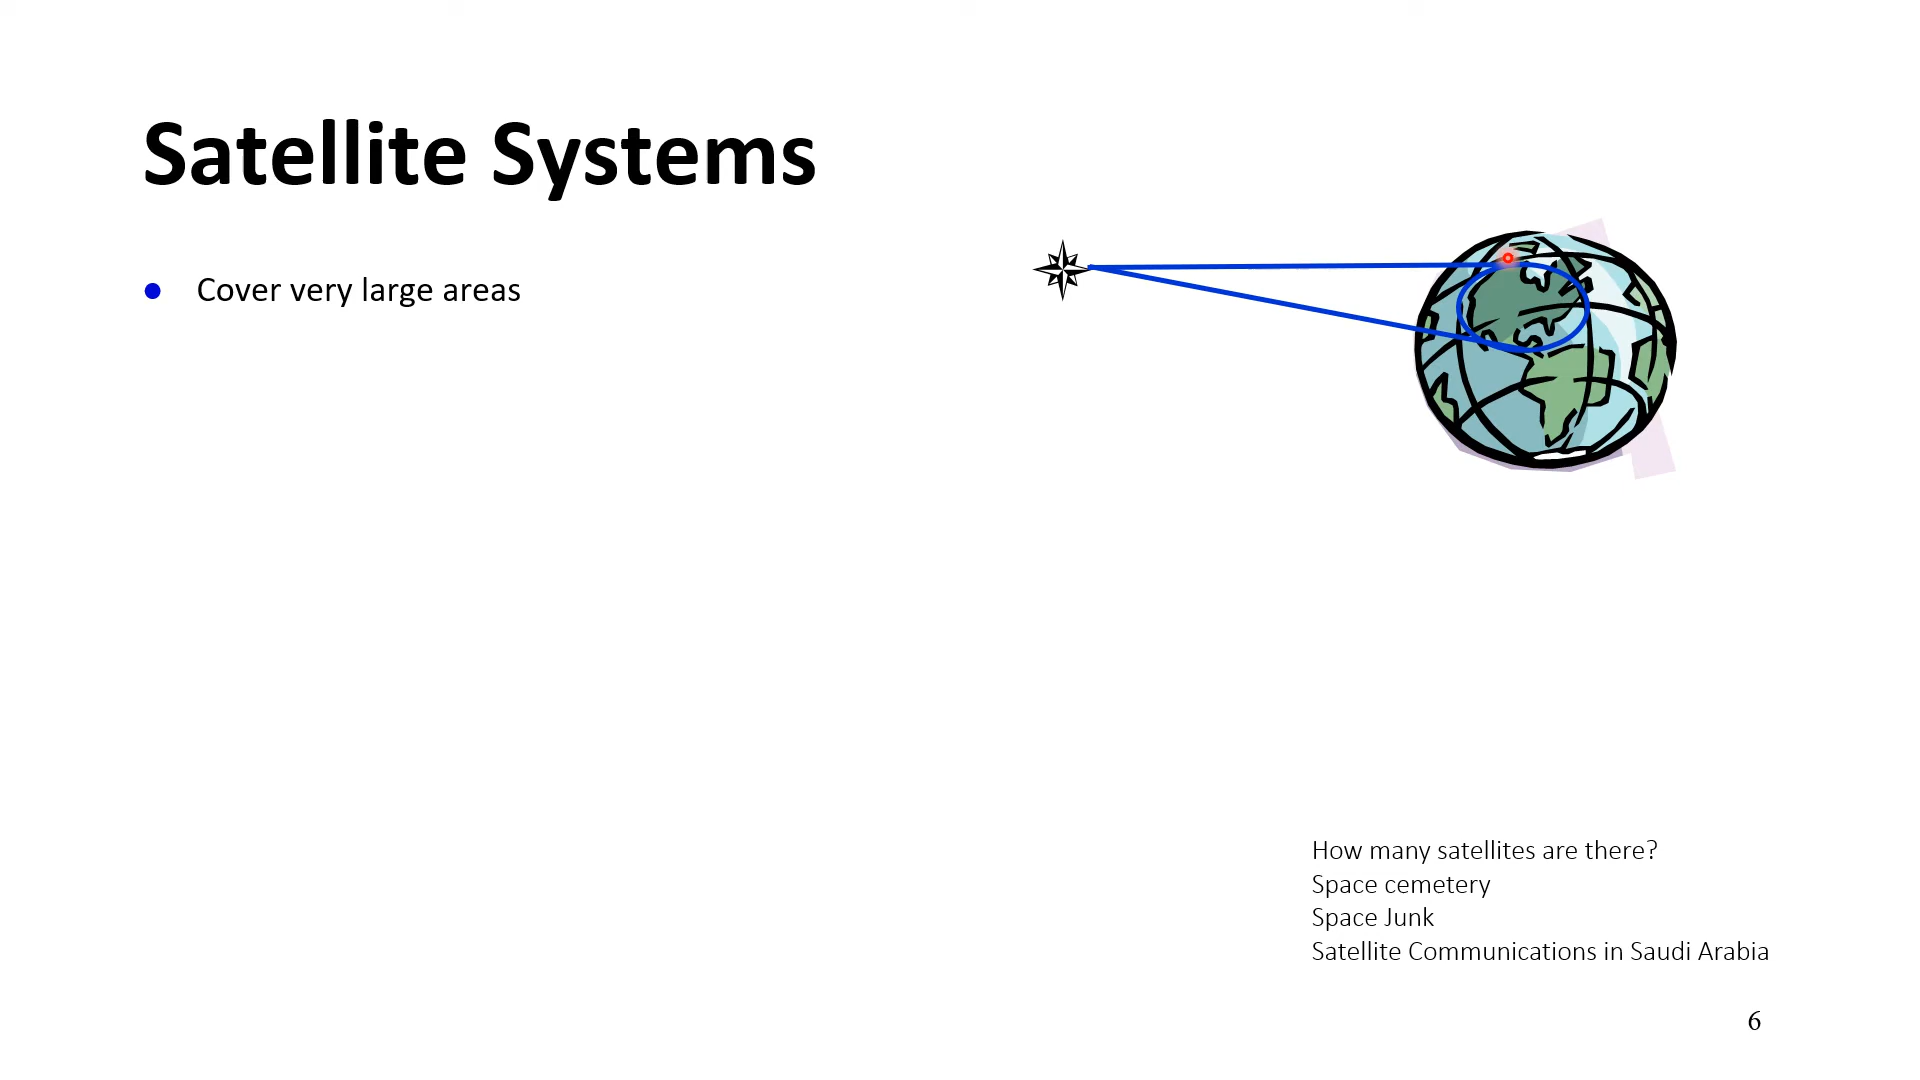 Satellite Systems
Cover very large areas
How many satellites are there?
Space cemetery
Space Junk
Satellite Communications in Saudi Arabia
6